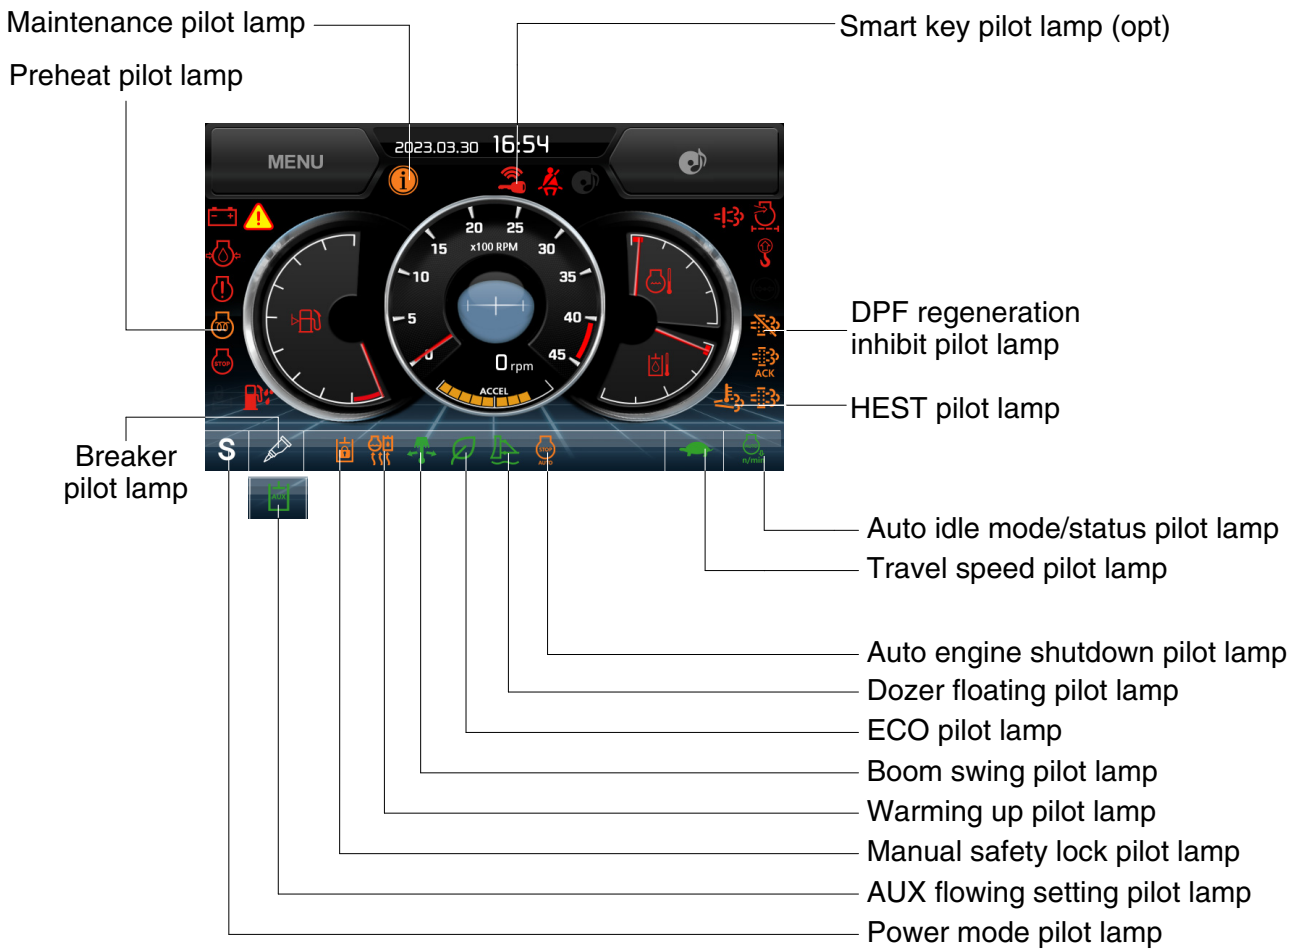 Maintenance pilot lamp
Smart key pilot lamp (opt)
Preheat pilot lamp
MENU
2023.03.30 16:54
20 25
x100 RPM
15 30
10 35
5 40
0 45
0 rpm
ACCEL
STOP
ACK
DPF regeneration
inhibit pilot lamp
HEST pilot lamp
Breaker
pilot lamp
S
STOP
AUTO
n/min
AUX
Auto idle mode/status pilot lamp
Travel speed pilot lamp
Auto engine shutdown pilot lamp
Dozer floating pilot lamp
ECO pilot lamp
Boom swing pilot lamp
Warming up pilot lamp
Manual safety lock pilot lamp
AUX flowing setting pilot lamp
Power mode pilot lamp